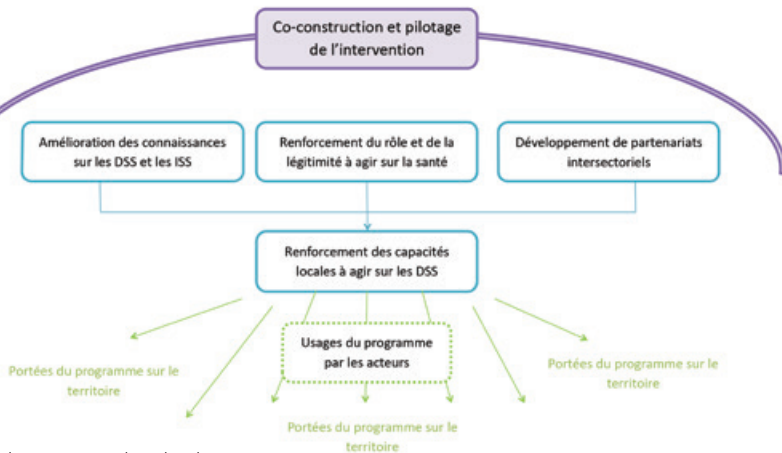 Co-construction et pilotage
de l'intervention
Amélioration des connaissances
sur les DSS et les ISS
Renforcement du rôle et de la
légitimité à agir sur la santé
Développement de partenariats
intersectoriels
Renforcement des capacités
locales à agir sur les DSS
Usages du programme
par les acteurs
Portées du programme sur le
territoire
Portées du programme sur le
territoire
Portées du programme sur le
territoire